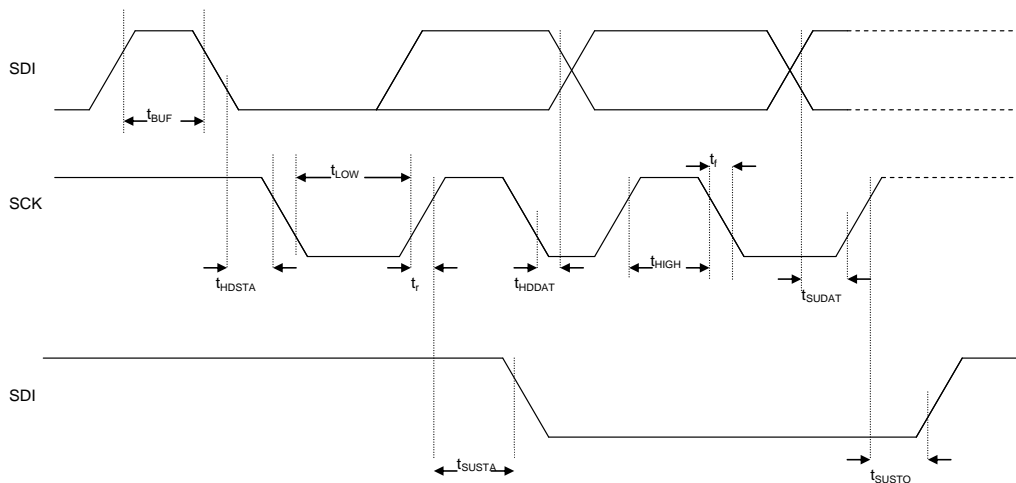 SDI
tBUF
tLOW
tf
SCK
tHDSTA
tr
tHDDAT
tHIGH
tSUDAT
SDI
tSUSTA
tSUSTO